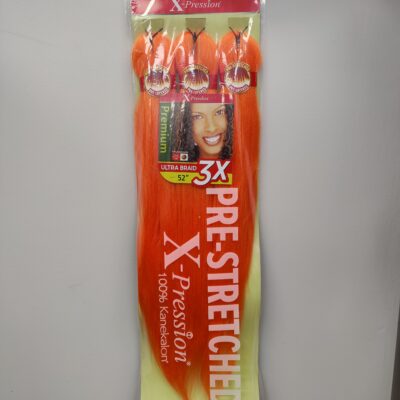 X-Pression
X-Pression
Premium
ULTRA BRAID
52"
3X
PRE-STRETCHED
X-Pression®
100% Kanekalon